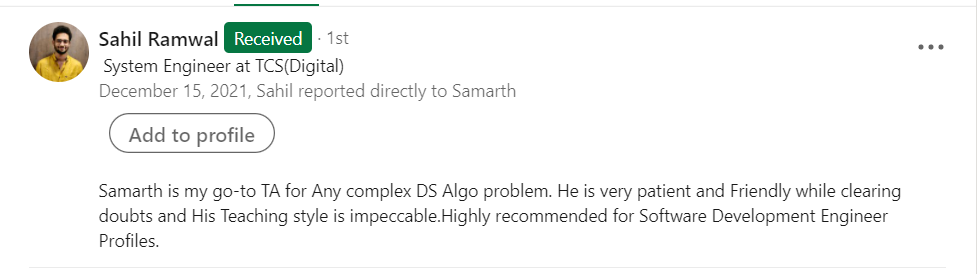 Sahil Ramwal Received · 1st
System Engineer at TCS(Digital)
December 15, 2021, Sahil reported directly to Samarth
Add to profile
Samarth is my go-to TA for Any complex DS Algo problem. He is very patient and Friendly while clearing
doubts and His Teaching style is impeccable.Highly recommended for Software Development Engineer
Profiles.